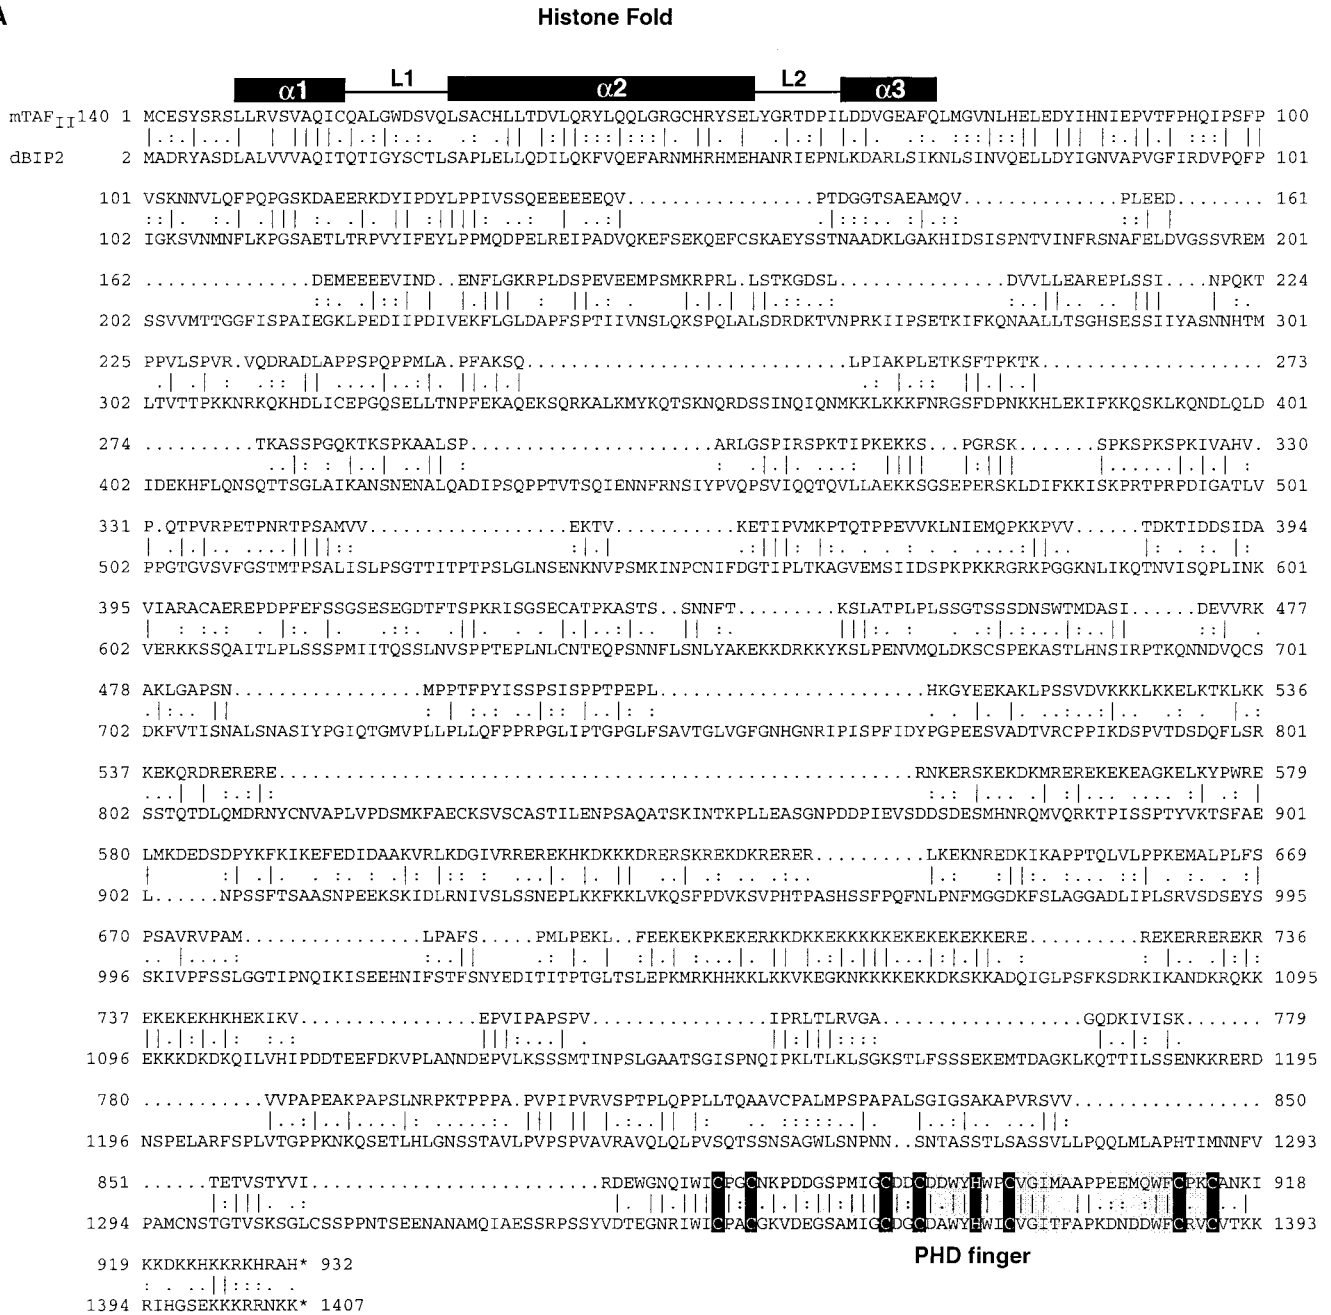 A
Histone Fold
α1 L1 α2 L2 α3
mTAFII140 1 MCESYSRSLLRVSVAQICQALGWDSVQLSACHLLTDVLQRYLQQLGRGCHRYSELYGRTDPILDDVGEAFQLMGVNLHELEDYIHNIEPVTFPHQIPSFP 100
dBIP2 2 MADRYASDLALVVVAQITQTIGYSCTLSAPLELLQDILQKFVQEFARNMHRHMEHANRIEPNLKDARLSIKNLSINVQELLDYIGNVAPVGFIRDVPQFP 101
101 VSKNNVLQFPQPGSKDAEERKDYIPDYLPPIVSSQEEEEEEQV.................PTDGGTSAEAMQV..............PLEED........ 161
102 IGKSVNMNFLKPGSAETLTRPVYIFEYLPPMQDPELREIPADVQKEFSEKQEFCSKAEYSSTNAADKLGAKHIDSISPNTVINFRSNAFELDVGSSVREM 201
162 ...............DEMEEEEVIND..ENFLGKRPLDSPEVEEMPSMKRPRL.LSTKGDSL...............DVVLLEAREPLSSI....NPQKT 224
202 SSVVMTTGGFISPAIEGKLPEDIIPDIVEKFLGLDAPFSPTIIVNSLQKSPQLALSDRDKTVNPRKIIPSETKIFKQNAALLTSGHSESSIIYASNNHTM 301
225 PPVLSPVR.VQDRADLAPPSPQPPMLA.PFAKSQ.............................LPIAKPLETKSFTPKTK.................... 273
302 LTVTTPKKNRKQKHDLICEPGQSELLTNPFEKAQEKSQRKALKMYKQTSKNQRDSSINQIQNMKKLKKKFNRGSFDPNKKHLEKIFKKQSKLKQNDLQLD 401
274 ..........TKASSPGQKTKSPKAALSP......................ARLGSPIRSPKTIPKEKKS...PGRSK.......SPKSPKSPKIVAHV. 330
402 IDEKHFLQNSQTTSGLAIKANSNENALQADIPSQPPTVTSQIENNFRNSIYPVQPSVIQQTQVLLAEKKSGSEPERSKLDIFKKISKPRTPRPDIGATLV 501
331 P.QTPVRPETPNRTPSAMVV..................EKTV...........KETIPVMKPTQTPPEVVKLNIEMQPKKPVV......TDKTIDDSIDA 394
502 PPGTGVSVFGSTMTPSALISLPSGTTITPTPSLGLNSENKNVPSMKINPCNIFDGTIPLTKAGVEMSIIDSPKPKKRGRKPGGKNLIKQTNVISQPLINK 601
395 VIARACAEREPDPFEFSSGSESEGDTFTSPKRISGSECATPKASTS..SNNFT.........KSLATPLPLSSGTSSSDNSWTMDASI......DEVVRK 477
602 VERKKSSQAITLPLSSSPMIITQSSLNVSPPTEPLNLCNTEQPSNNFLSNLYAKEKKDRKKYKSLPENVMQLDKSCSPEKASTLHNSIRPTKQNNDVQCS 701
478 AKLGAPSN.................MPPTFPYISSPSISPPTPEPL........................HKGYEEKAKLPSSVDVKKKLKKELKTKLKK 536
702 DKFVTISNALSNASIYPGIQTGMVPLLPLLQFPPRPGLIPTGPGLFSAVTGLVGFGNHGNRIPISPFIDYPGPEESVADTVRCPPIKDSPVTDSDQFLSR 801
537 KEKQRDRERERE.........................................................RNKERSKEKDKMREREKEKEAGKELKYPWRE 579
802 SSTQTDLQMDRNYCNVAPLVPDSMKFAECKSVSCASTILENPSAQATSKINTKPLLEASGNPDDDPIEVSDDSDESMHNRQMVQRKTPISSPTYVKTSFAE 901
580 LMKDEDSDPYKFKIKEFEDIDAAKVRLKDGIVRREREKHKDKKKDRERSKREKDKRERER..........LKEKNREDKIKAPPTQLVLPPKEMALPLFS 669
902 L......NPSSFTSAASNPEEKSKIDLRNIVSLSSNEPLKKFKKLVKQSFPDVKSVPHTPASHSSFPQFNLPNFMGGDKFSLAGGADLIPLSRVSDSEYS 995
670 PSAVRVPAM................LPAFS.....PMLPEKL..FEEKEKPKEKERKKDKKEKKKKKEKEKEKEKKERE..........REKERREREKR 736
996 SKIVPFSSLGGTIPNQIKISEEHNIFSTFSNYEDITITPTGLTSLEPKMRKHHKKLKKVKEGKNKKKKEKKDKSKKADQIGLPSFKSDRKIKANDKRQKK 1095
737 EKEKEKHKHEKIKV................EPVIPAPSPV................IPRLTLRVGA..................GQDKIVISK....... 779
1096 EKKKDKDKQILVHIPDDTEEFDKVPLANNDEPVLKSSSMTINPSLGAATSGISPNQIPKLTLKLSGKSTLFSSSEKEMTDAGKLKQTTILSSENKKRERD 1195
780 ...........VVPAPEAKPAPSLNRPKTPPPA.PVPIPVRVSPTPLQPPLLTQAAVCPALMPSPAPALSGIGSAKAPVRSVV................. 850
1196 NSPELARFSPLVTGPPKNKQSETLHLGNSSTAVLPVPSPVAVRAVQLQLPVSQTSSNSAGWLSNPNN..SNTASSTLSASSVLLPQQLMLAPHTIMNNFV 1293
851 ......TETVSTYVI..........................RDEWGNQIWICPGCNKPDDGSPMIGCDDCDDWYHWPCVGIMAAPPEEMQWFCPKCANKI 918
1294 PAMCNSTGTVSKSGLCSSPPNTSEENANAMQIAESSRPSSYVDTEGNRIWICPACGKVDEGSAMIGCDGCDAWYHWICVGITFAPKDNDDWFCRVCVTKK 1393
PHD finger
919 KKDKKHKKRKHRAH* 932
1394 RIHGSEKKKRRNKK* 1407